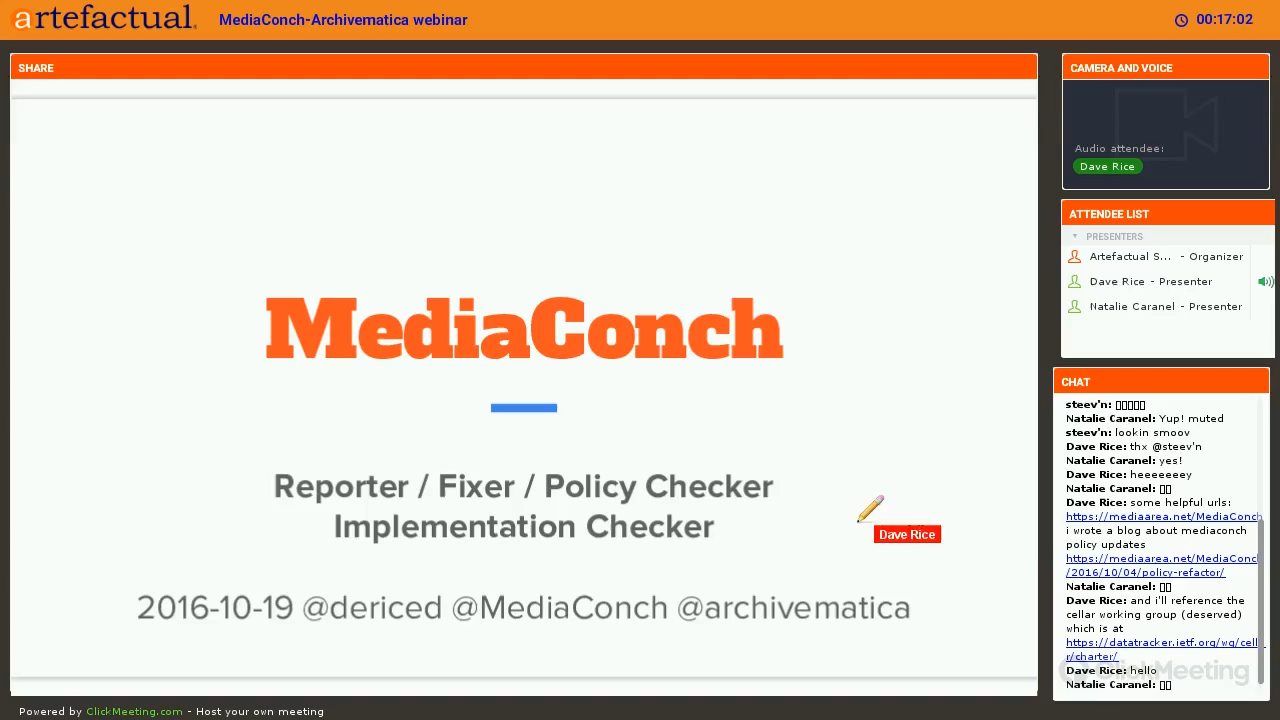 artefactual
MediaConch-Archivematica webinar
00:17:02
SHARE
MediaConch
Reporter / Fixer / Policy Checker
Implementation Checker
Dave Rice
2016-10-19 @dericed @MediaConch @archivematica
CAMERA AND VOICE
Audio attendee:
Dave Rice
ATTENDEE LIST
PRESENTERS
Artefactual S... - Organizer
Dave Rice - Presenter
Natalie Caranel - Presenter
CHAT
steev'n: ▯▯▯▯▯
Natalie Caranel: Yup! muted
steev'n: lookin smoov
Dave Rice: thx @steev'n
Natalie Caranel: yes!
Dave Rice: heeeeeeey
Natalie Caranel: ▯▯
Dave Rice: some helpful urls:
https://mediaarea.net/MediaConch
i wrote a blog about mediaconch
policy updates
https://mediaarea.net/MediaConch
/2016/10/04/policy-refactor/
Natalie Caranel: ▯▯
Dave Rice: and i'll reference the
cellar working group (deserved)
which is at
https://datatracker.ietf.org/wg/cella
r/charter/
Dave Rice: hello
Natalie Caranel: ▯▯
ClickMeeting
Powered by ClickMeeting.com - Host your own meeting